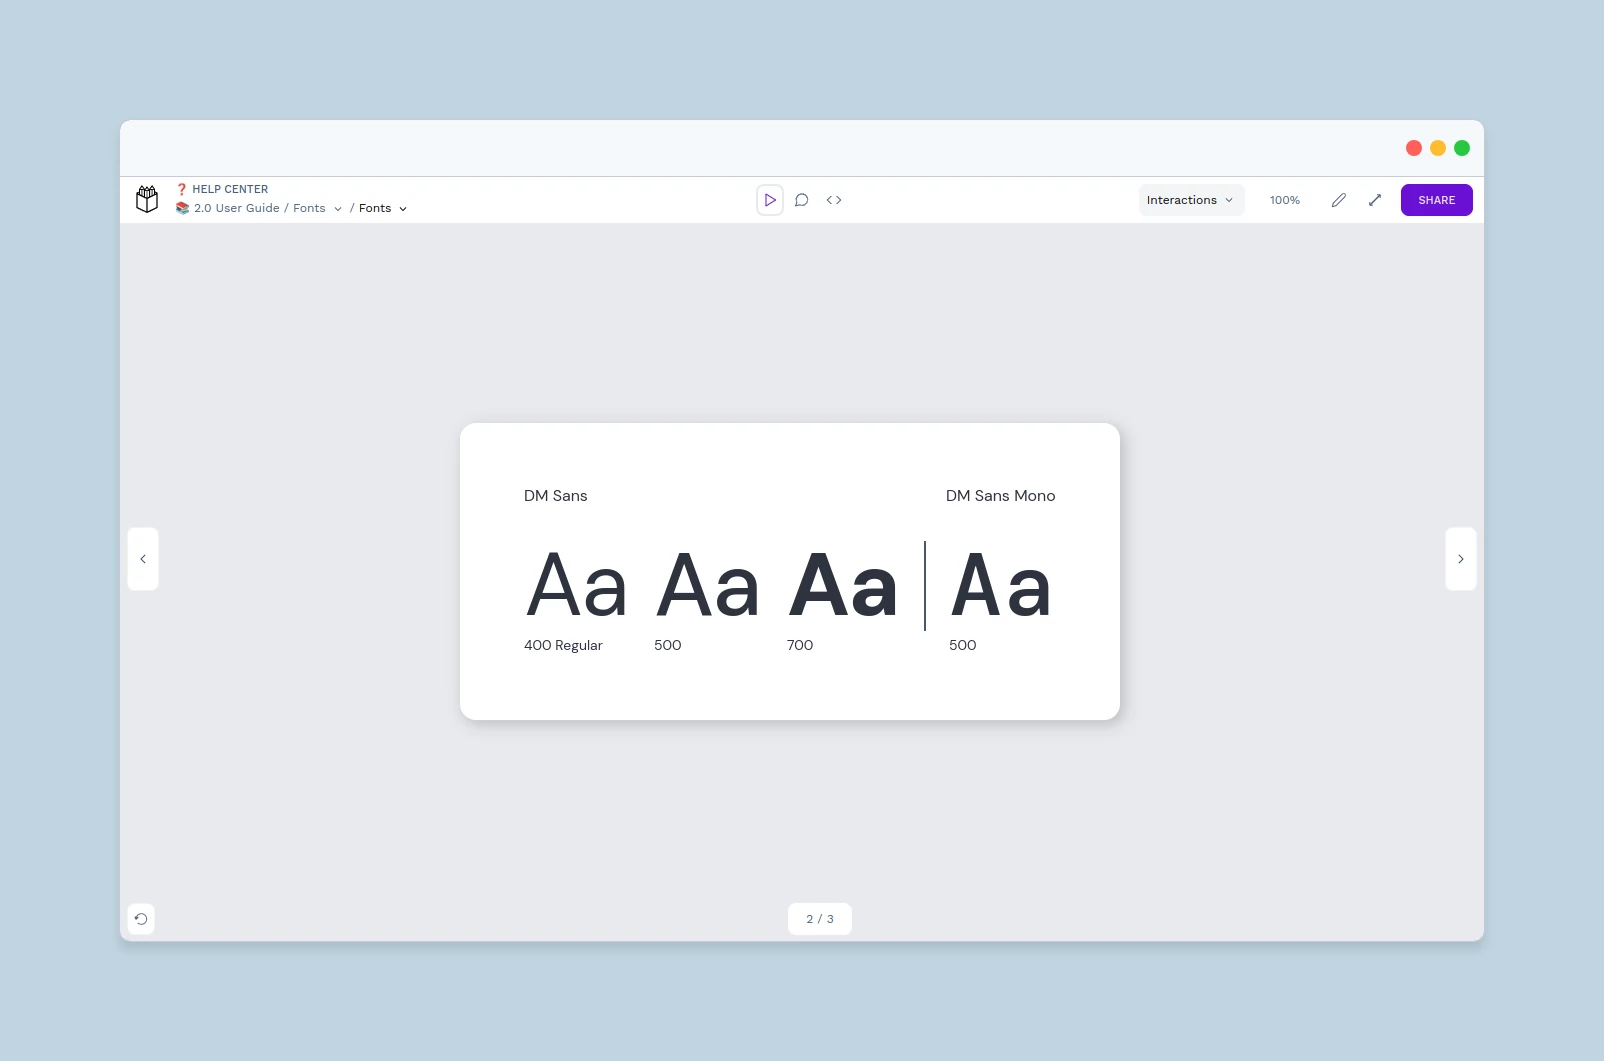 ❓ HELP CENTER
📚 2.0 User Guide / Fonts / Fonts
Interactions
100%
SHARE
DM Sans
DM Sans Mono
Aa Aa Aa Aa
400 Regular 500 700 500
2 / 3